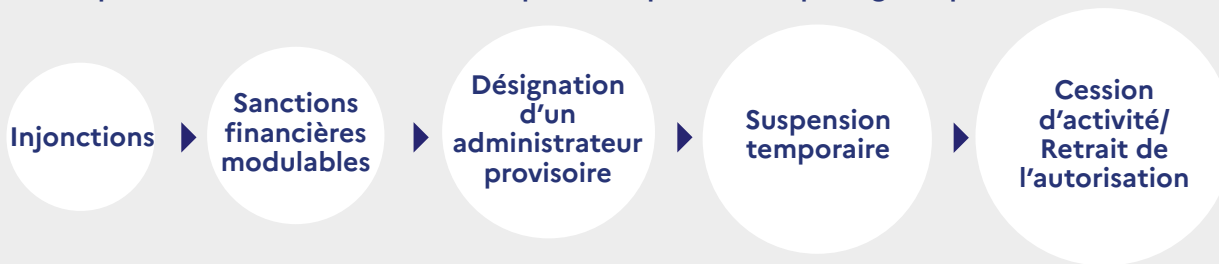 Injonctions
Sanctions
financières
modulables
Désignation
d'un
administrateur
provisoire
Suspension
temporaire
Cession
d'activité/
Retrait de
l'autorisation